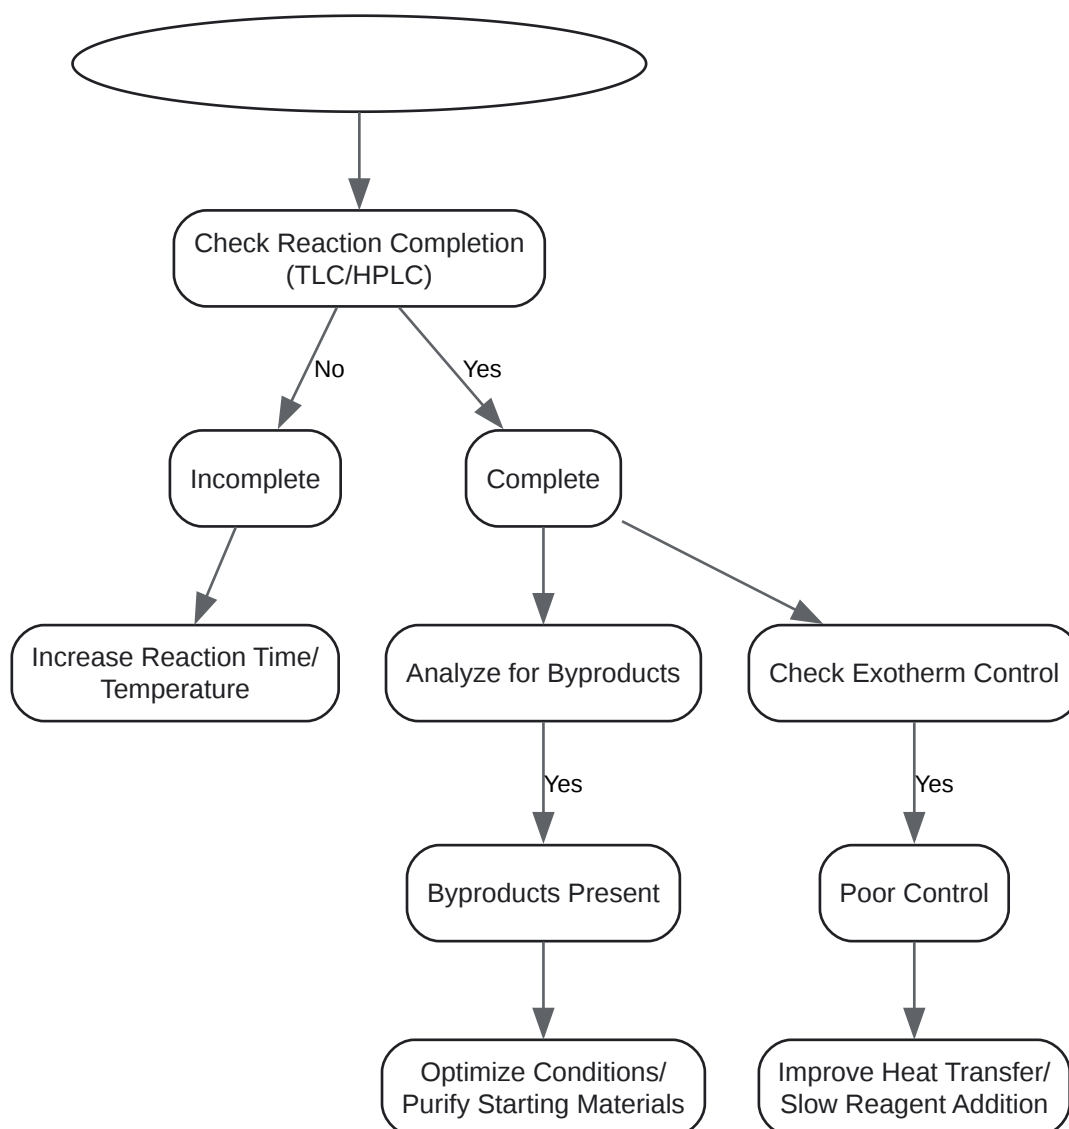 Check Reaction Completion
(TLC/HPLC)
No
Yes
Incomplete
Complete
Increase Reaction Time/
Temperature
Analyze for Byproducts
Check Exotherm Control
Yes
Yes
Byproducts Present
Poor Control
Optimize Conditions/
Purify Starting Materials
Improve Heat Transfer/
Slow Reagent Addition